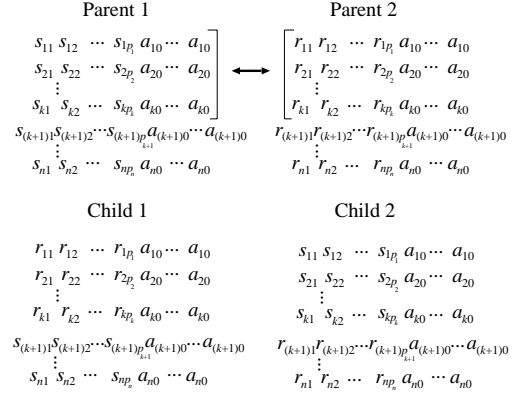 Parent 1
s₁₁ s₁₂ ⋯ s₁ₚ₁ a₁₀ ⋯ a₁₀
s₂₁ s₂₂ ⋯ s₂ₚ₂ a₂₀ ⋯ a₂₀
⋮
sₖ₁ sₖ₂ ⋯ sₖₚₖ aₖ₀ ⋯ aₖ₀
s₍ₖ₊₁₎₁ s₍ₖ₊₁₎₂ ⋯ s₍ₖ₊₁₎ₚₖ₊₁ a₍ₖ₊₁₎₀ ⋯ a₍ₖ₊₁₎₀
⋮
sₙ₁ sₙ₂ ⋯ sₙₚₙ aₙ₀ ⋯ aₙ₀
Parent 2
r₁₁ r₁₂ ⋯ r₁ₚ₁ a₁₀ ⋯ a₁₀
r₂₁ r₂₂ ⋯ r₂ₚ₂ a₂₀ ⋯ a₂₀
⋮
rₖ₁ rₖ₂ ⋯ rₖₚₖ aₖ₀ ⋯ aₖ₀
r₍ₖ₊₁₎₁ r₍ₖ₊₁₎₂ ⋯ r₍ₖ₊₁₎ₚₖ₊₁ a₍ₖ₊₁₎₀ ⋯ a₍ₖ₊₁₎₀
⋮
rₙ₁ rₙ₂ ⋯ rₙₚₙ aₙ₀ ⋯ aₙ₀
Child 1
r₁₁ r₁₂ ⋯ r₁ₚ₁ a₁₀ ⋯ a₁₀
r₂₁ r₂₂ ⋯ r₂ₚ₂ a₂₀ ⋯ a₂₀
⋮
rₖ₁ rₖ₂ ⋯ rₖₚₖ aₖ₀ ⋯ aₖ₀
s₍ₖ₊₁₎₁ s₍ₖ₊₁₎₂ ⋯ s₍ₖ₊₁₎ₚₖ₊₁ a₍ₖ₊₁₎₀ ⋯ a₍ₖ₊₁₎₀
⋮
sₙ₁ sₙ₂ ⋯ sₙₚₙ aₙ₀ ⋯ aₙ₀
Child 2
s₁₁ s₁₂ ⋯ s₁ₚ₁ a₁₀ ⋯ a₁₀
s₂₁ s₂₂ ⋯ s₂ₚ₂ a₂₀ ⋯ a₂₀
⋮
sₖ₁ sₖ₂ ⋯ sₖₚₖ aₖ₀ ⋯ aₖ₀
r₍ₖ₊₁₎₁ r₍ₖ₊₁₎₂ ⋯ r₍ₖ₊₁₎ₚₖ₊₁ a₍ₖ₊₁₎₀ ⋯ a₍ₖ₊₁₎₀
⋮
rₙ₁ rₙ₂ ⋯ rₙₚₙ aₙ₀ ⋯ aₙ₀